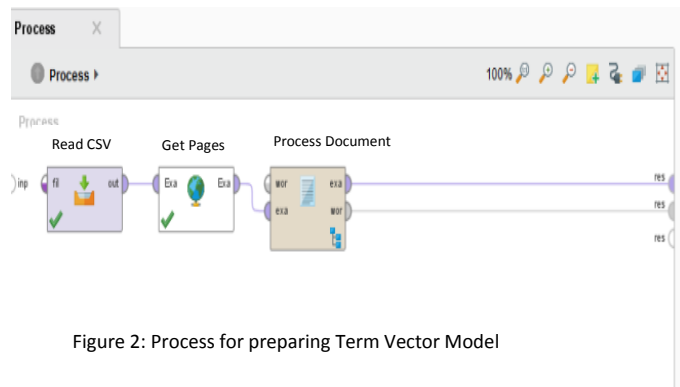 Process X
Process
100%
Process
Read CSV Get Pages Process Document
inp fil out Exa Exa wor exa res
exa wor res
res
Figure 2: Process for preparing Term Vector Model